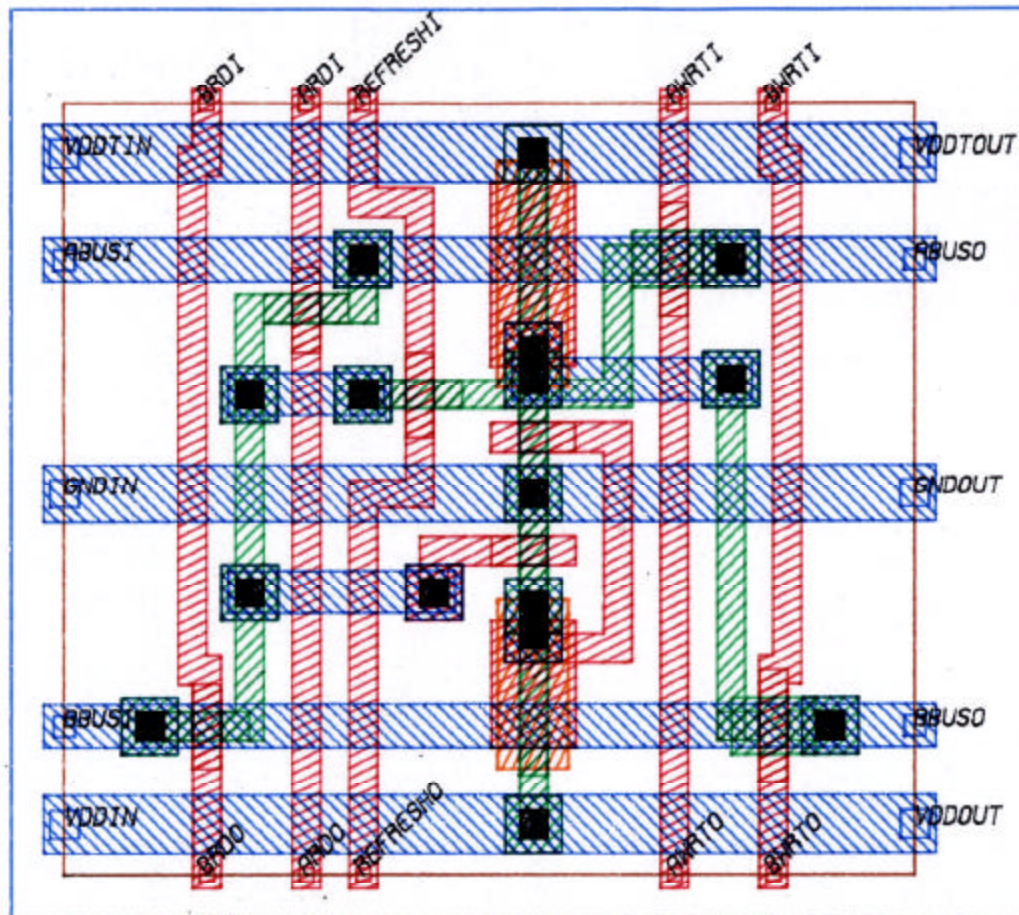 BRDI
ARDI
REFRESHI
AWRTI
BWRTI
VDDTIN
VDDTOUT
ABUSI
ABUSO
GNDIN
GNDOUT
BBUSI
BBUSO
VDDIN
VDDOUT
BRDO
ARDO
REFRESHO
AWRTO
BWRTO